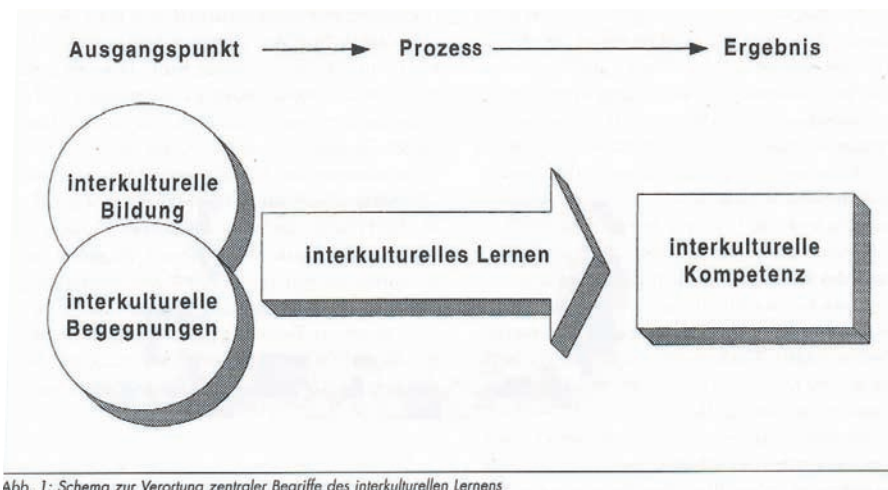 Ausgangspunkt Prozess Ergebnis
interkulturelle
Bildung
interkulturelle
Begegnungen
interkulturelles Lernen
interkulturelle
Kompetenz
Abb. 1: Schema zur Verortung zentraler Begriffe des interkulturellen Lernens